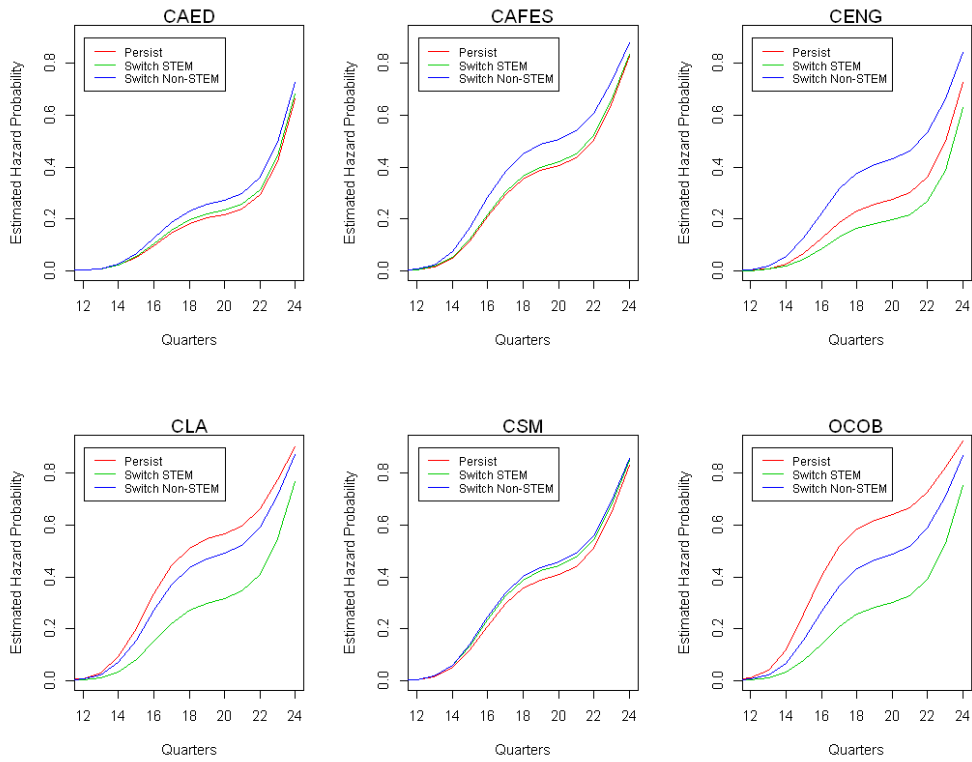 CAED
CAFES
CENG
Persist
Switch STEM
Switch Non-STEM
Persist
Switch STEM
Switch Non-STEM
Persist
Switch STEM
Switch Non-STEM
Estimated Hazard Probability
0.0 0.2 0.4 0.6 0.8
Estimated Hazard Probability
0.0 0.2 0.4 0.6 0.8
Estimated Hazard Probability
0.0 0.2 0.4 0.6 0.8
12 14 16 18 20 22 24
12 14 16 18 20 22 24
12 14 16 18 20 22 24
Quarters
Quarters
Quarters
CLA
CSM
OCOB
Persist
Switch STEM
Switch Non-STEM
Persist
Switch STEM
Switch Non-STEM
Persist
Switch STEM
Switch Non-STEM
Estimated Hazard Probability
0.0 0.2 0.4 0.6 0.8
Estimated Hazard Probability
0.0 0.2 0.4 0.6 0.8
Estimated Hazard Probability
0.0 0.2 0.4 0.6 0.8
12 14 16 18 20 22 24
12 14 16 18 20 22 24
12 14 16 18 20 22 24
Quarters
Quarters
Quarters